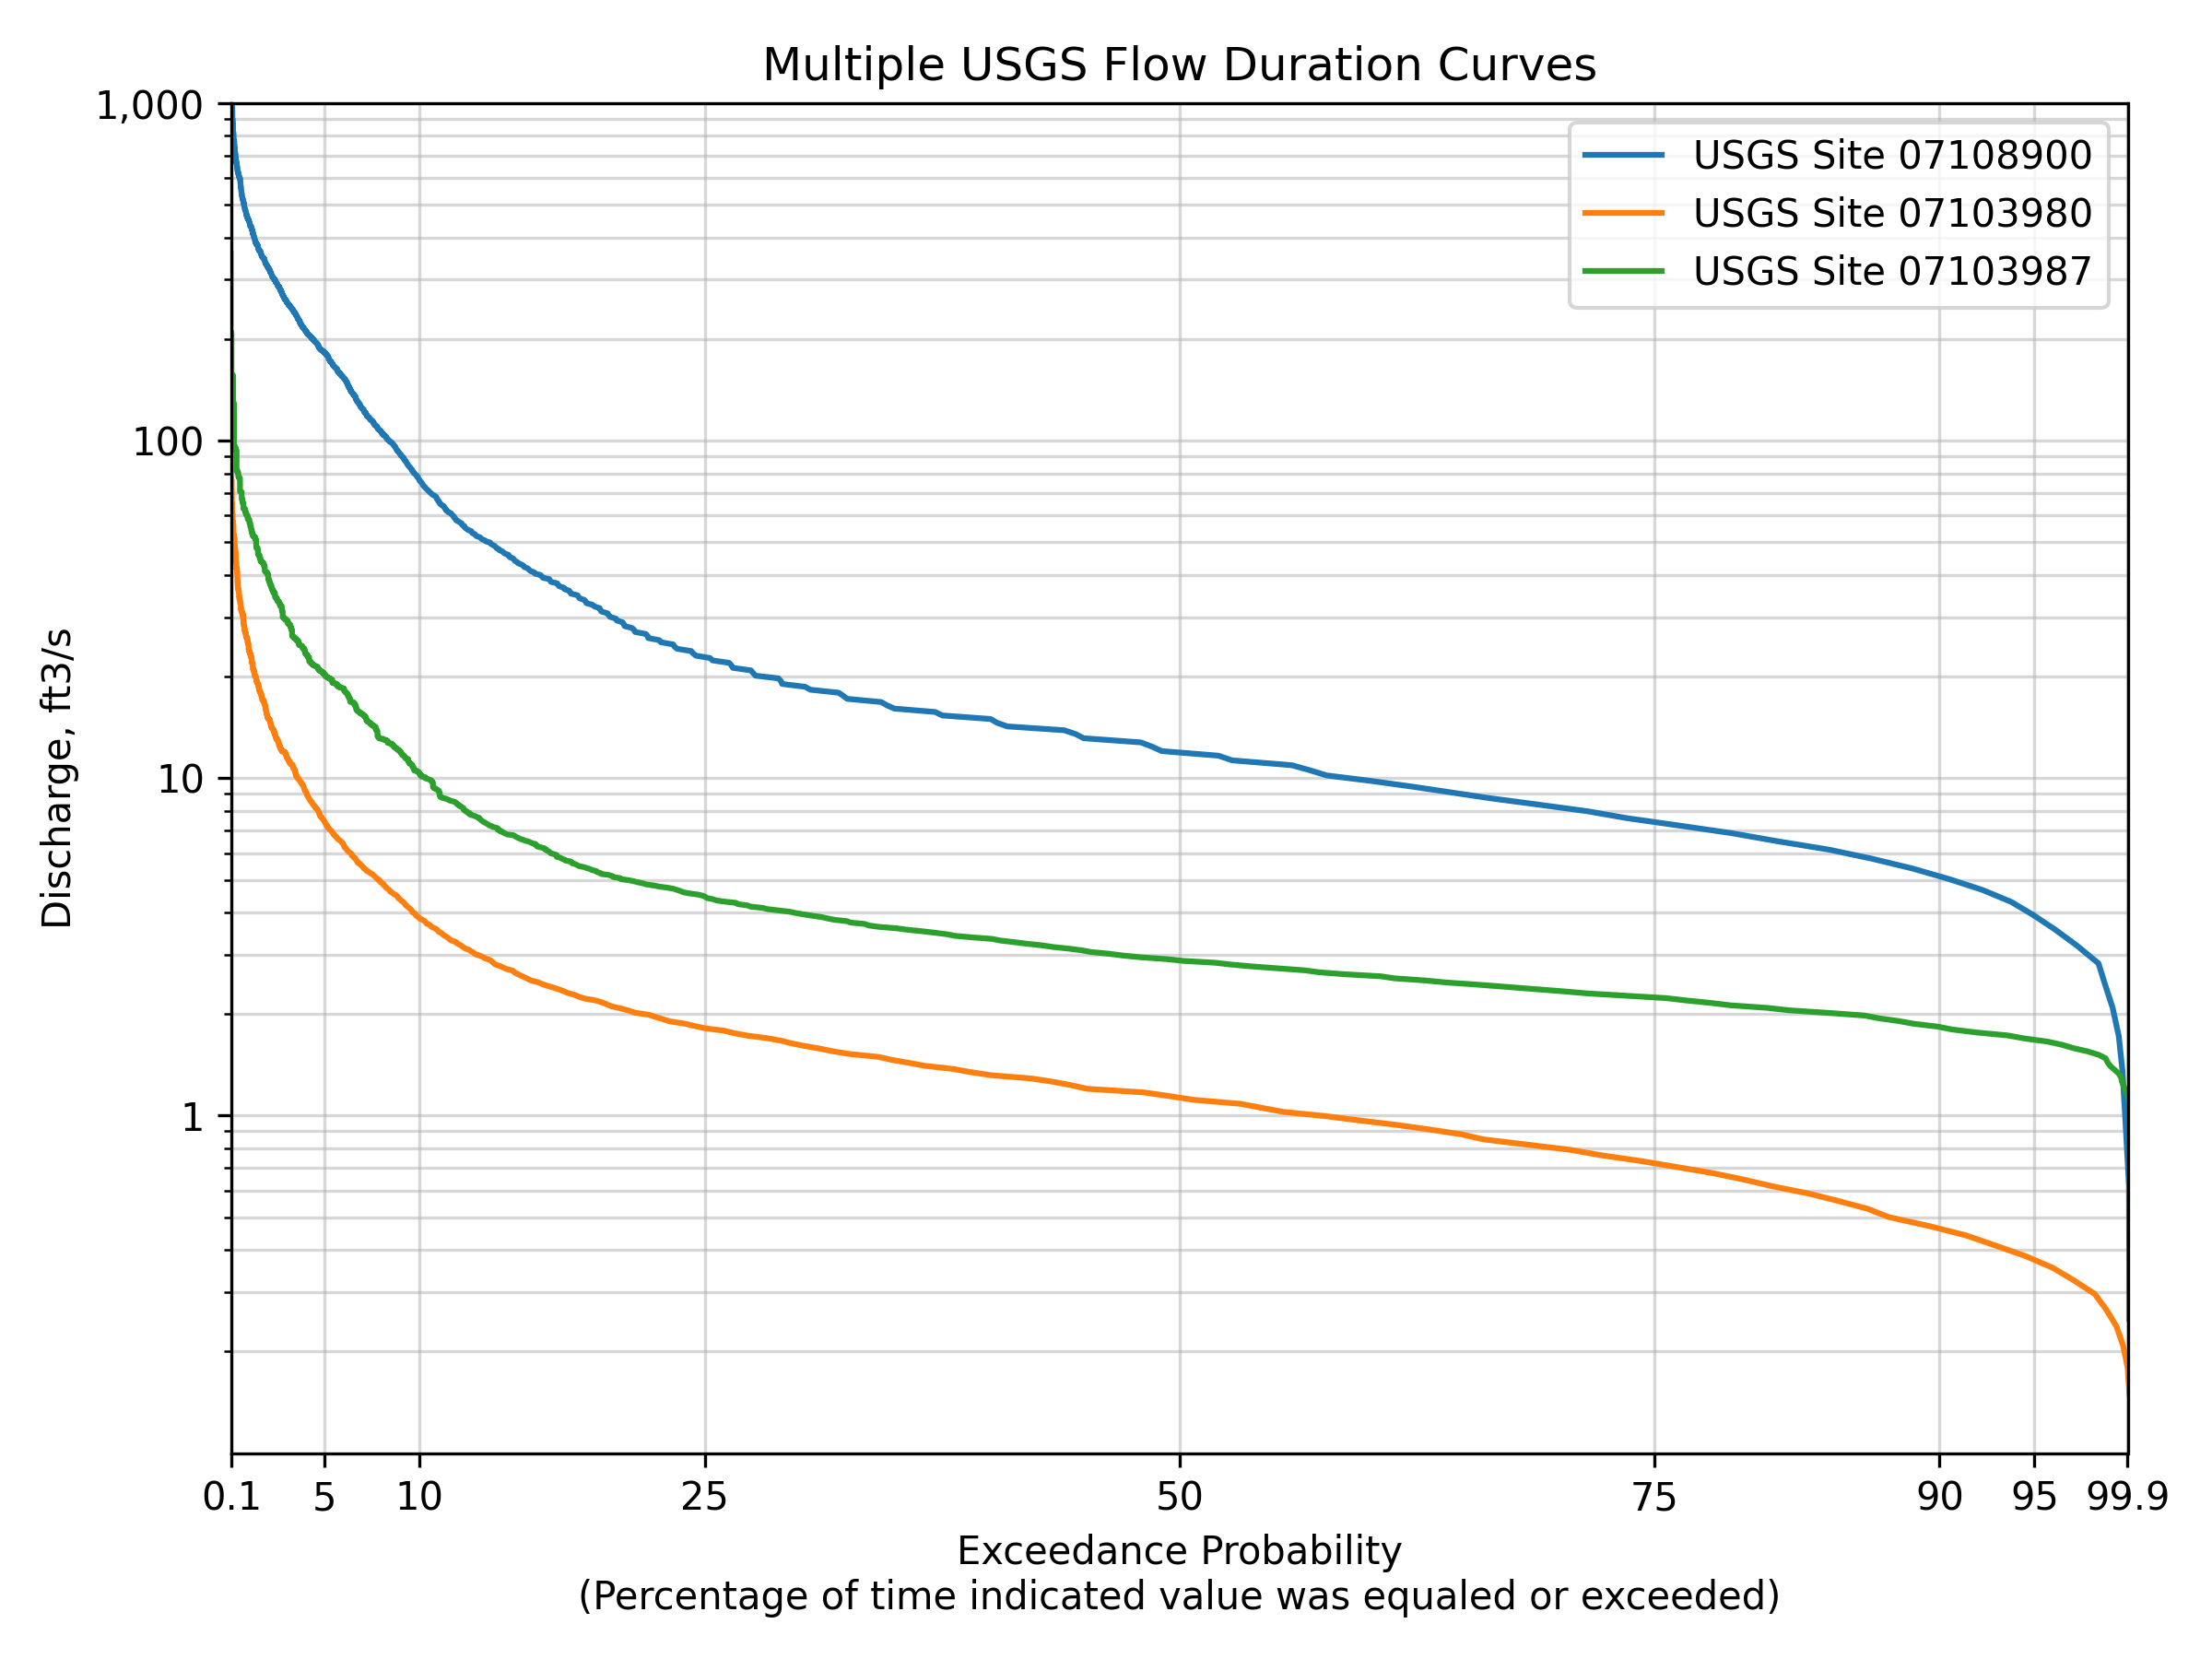 Multiple USGS Flow Duration Curves
1,000
100
10
1
Discharge, ft3/s
USGS Site 07108900
USGS Site 07103980
USGS Site 07103987
0.1 5 10 25 50 75 90 95 99.9
Exceedance Probability
(Percentage of time indicated value was equaled or exceeded)